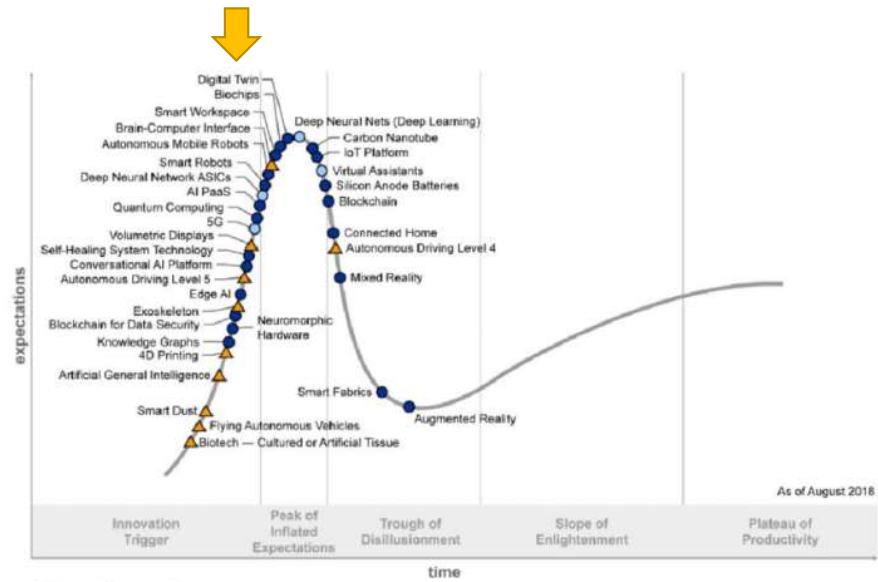 Digital Twin
Biochips
Smart Workspace
Brain-Computer Interface
Autonomous Mobile Robots
Smart Robots
Deep Neural Network ASICs
AI PaaS
Quantum Computing
5G
Volumetric Displays
Self-Healing System Technology
Conversational AI Platform
Autonomous Driving Level 5
Edge AI
Exoskeleton
Blockchain for Data Security
Neuromorphic
Hardware
Knowledge Graphs
4D Printing
Artificial General Intelligence
Smart Dust
Flying Autonomous Vehicles
Biotech — Cultured or Artificial Tissue
Deep Neural Nets (Deep Learning)
Carbon Nanotube
IoT Platform
Virtual Assistants
Silicon Anode Batteries
Blockchain
Connected Home
Autonomous Driving Level 4
Mixed Reality
Smart Fabrics
Augmented Reality
expectations
As of August 2018
Innovation
Trigger
Peak of
Inflated
Expectations
Trough of
Disillusionment
Slope of
Enlightenment
Plateau of
Productivity
time